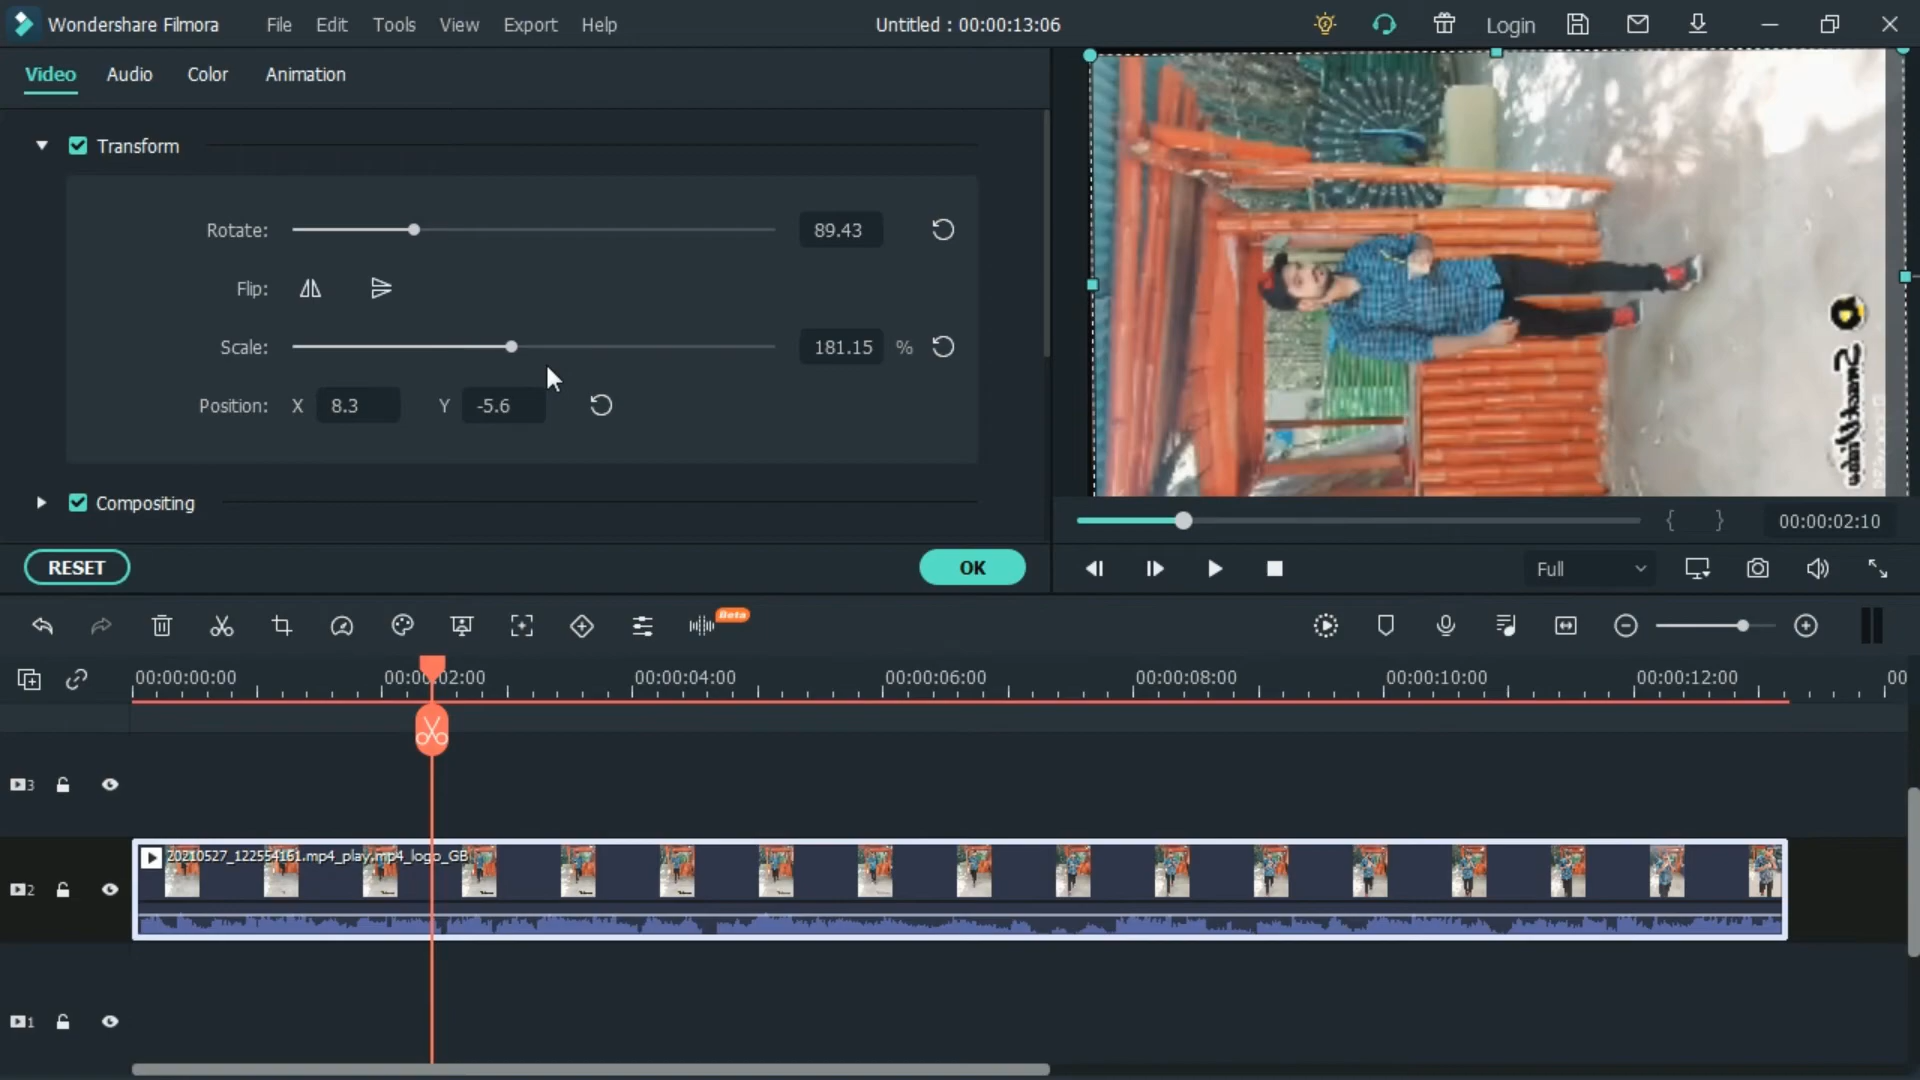 Wondershare Filmora File Edit Tools View Export Help Untitled : 00:00:13:06 Login
Video Audio Color Animation
Transform
Rotate: 89.43
Flip:
Scale: 181.15 %
Position: X 8.3 Y -5.6
Compositing
RESET OK
00:00:02:10
Full
Beta
00:00:00:00 00:00:02:00 00:00:04:00 00:00:06:00 00:00:08:00 00:00:10:00 00:00:12:00 00
3
20210527_122554161.mp4_play.mp4_logo_GB
2
1